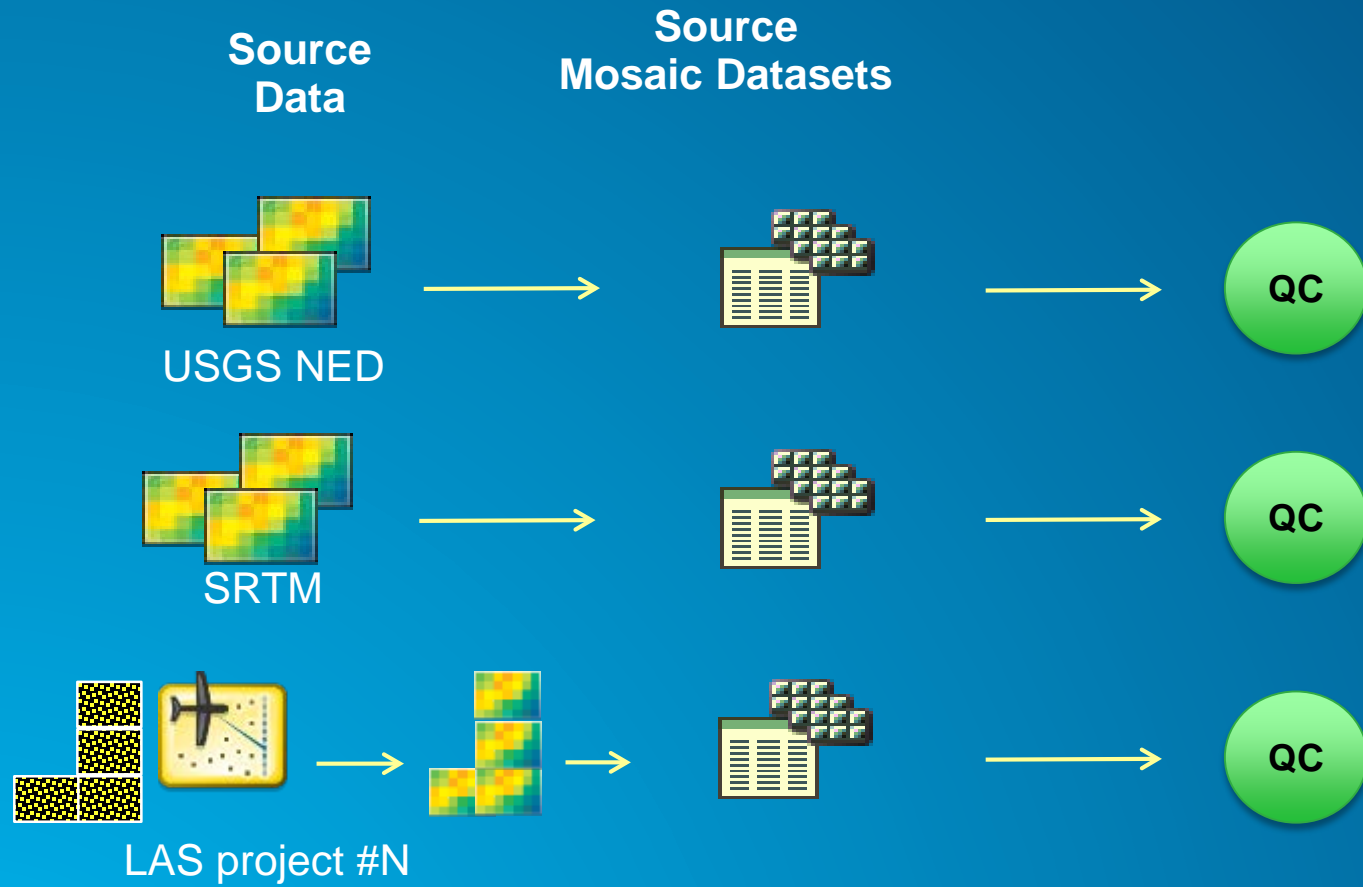 Source
Data
Source
Mosaic Datasets
USGS NED
QC
SRTM
QC
LAS project #N
QC